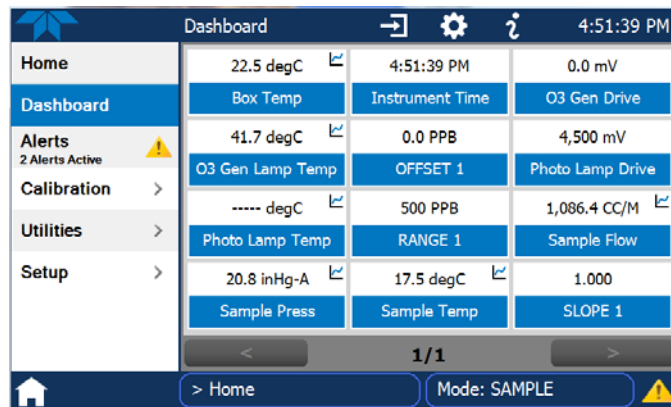 Dashboard
4:51:39 PM
Home
Dashboard
Alerts
2 Alerts Active
Calibration >
Utilities >
Setup >
22.5 degC
Box Temp
4:51:39 PM
Instrument Time
0.0 mV
O3 Gen Drive
41.7 degC
O3 Gen Lamp Temp
0.0 PPB
OFFSET 1
4,500 mV
Photo Lamp Drive
----- degC
Photo Lamp Temp
500 PPB
RANGE 1
1,086.4 CC/M
Sample Flow
20.8 inHg-A
Sample Press
17.5 degC
Sample Temp
1.000
SLOPE 1
< 1/1 >
> Home
Mode: SAMPLE